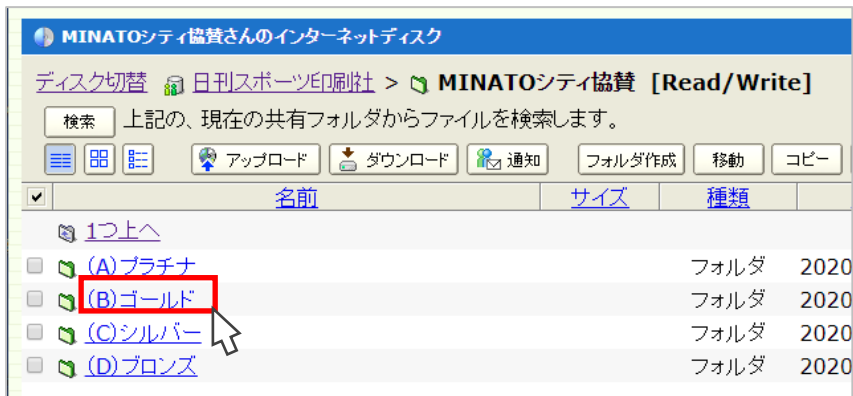 MINATOシティ協賛さんのインターネットディスク
ディスク切替 日刊スポーツ印刷社 > MINATOシティ協賛 [Read/Write]
検索 上記の、現在の共有フォルダからファイルを検索します。
アップロード ダウンロード 通知 フォルダ作成 移動 コピー
名前 サイズ 種類
1つ上へ
(A)プラチナ フォルダ 2020
(B)ゴールド フォルダ 2020
(C)シルバー フォルダ 2020
(D)ブロンズ フォルダ 2020